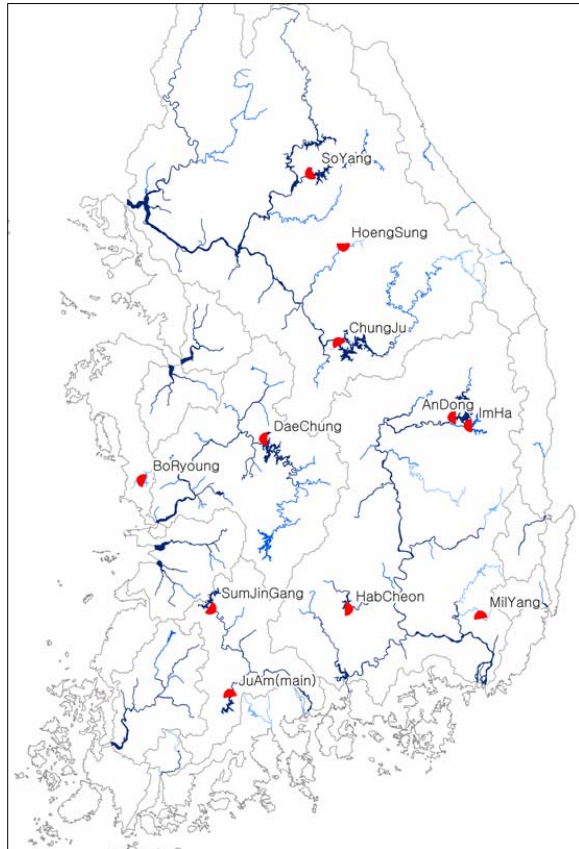 SoYang
HoengSung
ChungJu
AnDong
ImHa
DaeChung
BoRyoung
SumJinGang
HabCheon
MilYang
JuAm(main)